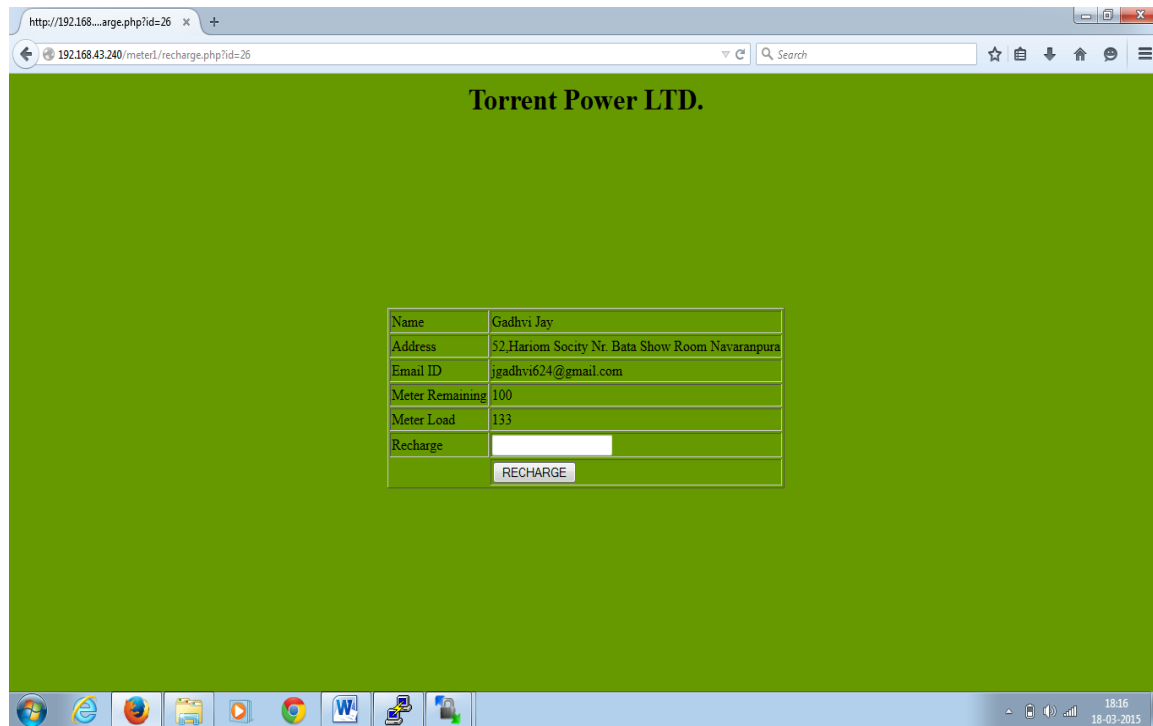 http://192.168....arge.php?id=26
192.168.43.240/meter1/recharge.php?id=26
Search
Torrent Power LTD.
Name Gadhvi Jay
Address 52,Hariom Socity Nr. Bata Show Room Navaranpura
Email ID jgadhvi624@gmail.com
Meter Remaining 100
Meter Load 133
Recharge
RECHARGE
18:16
18-03-2015